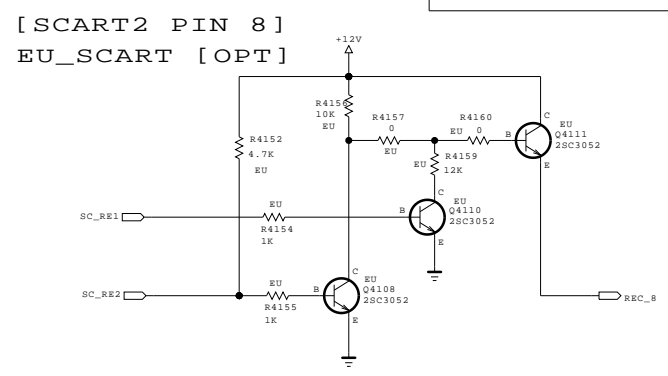 [SCART2 PIN 8]
EU_SCART [OPT]
+12V
R4156
10K
EU
R4157
0
EU
R4160
EU
0
B
C
EU
Q4111
2SC3052
E
R4152
4.7K
EU
EU
R4159
12K
C
SC_RE1
EU
R4154
1K
B
EU
Q4110
2SC3052
E
SC_RE2
EU
R4155
1K
B
C
EU
Q4108
2SC3052
E
REC_8